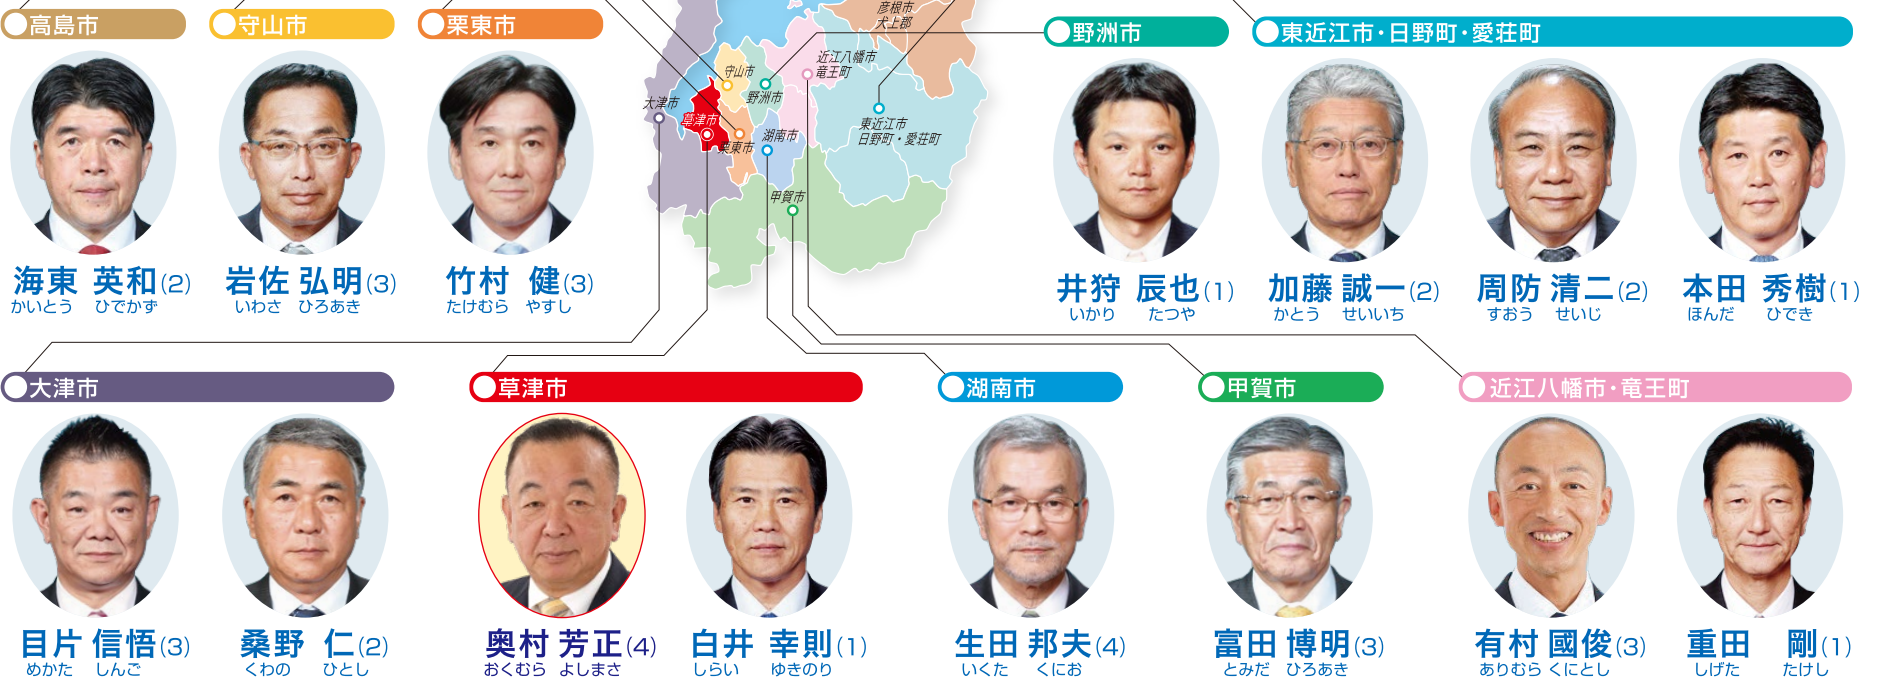 高島市
守山市
栗東市
彦根市
犬上郡
野洲市
東近江市・日野町・愛荘町
近江八幡市
竜王町
守山市
野洲市
大津市
草津市
栗東市
湖南市
東近江市
日野町・愛荘町
甲賀市
海東 英和(2)
かいとう ひでかず
岩佐 弘明(3)
いわさ ひろあき
竹村 健(3)
たけむら やすし
井狩 辰也(1)
いかり たつや
加藤 誠一(2)
かとう せいいち
周防 清二(2)
すおう せいじ
本田 秀樹(1)
ほんだ ひでき
大津市
草津市
湖南市
甲賀市
近江八幡市・竜王町
目片 信悟(3)
めかた しんご
桑野 仁(2)
くわの ひとし
奥村 芳正(4)
おくむら よしまさ
白井 幸則(1)
しらい ゆきのり
生田 邦夫(4)
いくた くにお
富田 博明(3)
とみだ ひろあき
有村 國俊(3)
ありむら くにとし
重田 剛(1)
しげた たけし